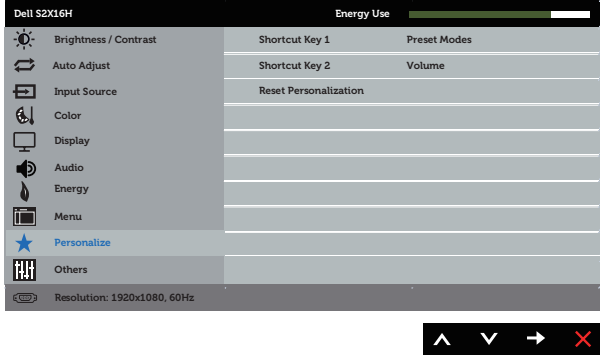 Dell S2X16H Energy Use
Brightness / Contrast Shortcut Key 1 Preset Modes
Auto Adjust Shortcut Key 2 Volume
Input Source Reset Personalization
Color
Display
Audio
Energy
Menu
Personalize
Others
Resolution: 1920x1080, 60Hz